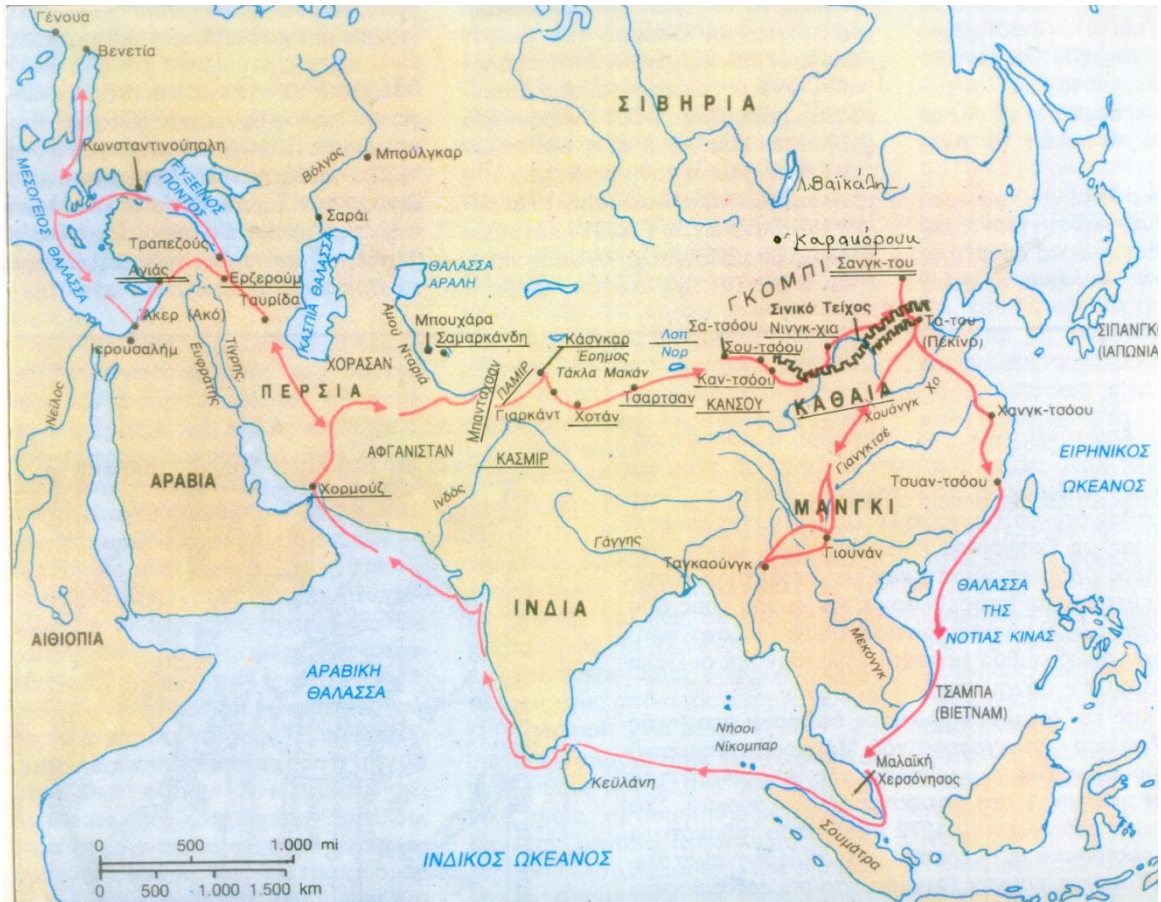 Γένουα
Βενετία
Κωνσταντινούπολη
ΜΕΣΟΓΕΙΟΣ ΘΑΛΑΣΣΑ
ΕΥΞΕΙΝΟΣ
ΠΟΝΤΟΣ
Βόλγας
Μπούλγκαρ
Σαράι
ΣΙΒΗΡΙΑ
Λ.Βαϊκάλη
Καρακόρουκ
Σανγκ-του
ΓΚΟΜΠΙ
Τραπεζούς
Αγιάς
Ερζερούμ
Ταυρίδα
ΚΑΣΠΙΑ ΘΑΛΑΣΣΑ
ΘΑΛΑΣΣΑ
ΑΡΑΛΗ
Αμού Νταριά
Μπουχάρα
Σαμαρκάνδη
Κάσγκαρ
Έρημος
Τάκλα Μακάν
Λοπ
Νορ
Σα-τσόου
Σου-τσόου
Σινικό Τείχος
Νινγκ-χια
Τα-του
(Πεκίνο)
ΣΙΠΑΝΓΚΟ
(ΙΑΠΩΝΙΑ)
Άκερ (Ακό)
Ιερουσαλήμ
Νείλος
Ευφράτης
Τίγρης
ΧΟΡΑΣΑΝ
ΠΕΡΣΙΑ
Μπανταχσάν
ΠΑΜΙΡ
Γιαρκάντ
Χοτάν
Τσαρτσαν
Καν-τσόου
ΚΑΝΣΟΥ
ΚΑΘΑΙΑ
Χουάνγκ Χο
Χανγκ-τσόου
ΑΦΓΑΝΙΣΤΑΝ
ΚΑΣΜΙΡ
Γιανγκτσέ
ΕΙΡΗΝΙΚΟΣ
ΩΚΕΑΝΟΣ
ΑΡΑΒΙΑ
Χορμούζ
Ινδός
Γάγγης
ΜΑΝΓΚΙ
Τσυαν-τσόου
Γιουνάν
Ταγκαούνγκ
ΑΙΘΙΟΠΙΑ
ΙΝΔΙΑ
ΘΑΛΑΣΣΑ
ΤΗΣ
ΝΟΤΙΑΣ ΚΙΝΑΣ
Μεκόνγκ
ΑΡΑΒΙΚΗ
ΘΑΛΑΣΣΑ
ΤΣΑΜΠΑ
(ΒΙΕΤΝΑΜ)
Νήσοι
Νίκομπαρ
Κεϋλάνη
Μαλαϊκή
Χερσόνησος
Σουμάτρα
ΙΝΔΙΚΟΣ ΩΚΕΑΝΟΣ
0 500 1.000 mi
0 500 1.000 1.500 km